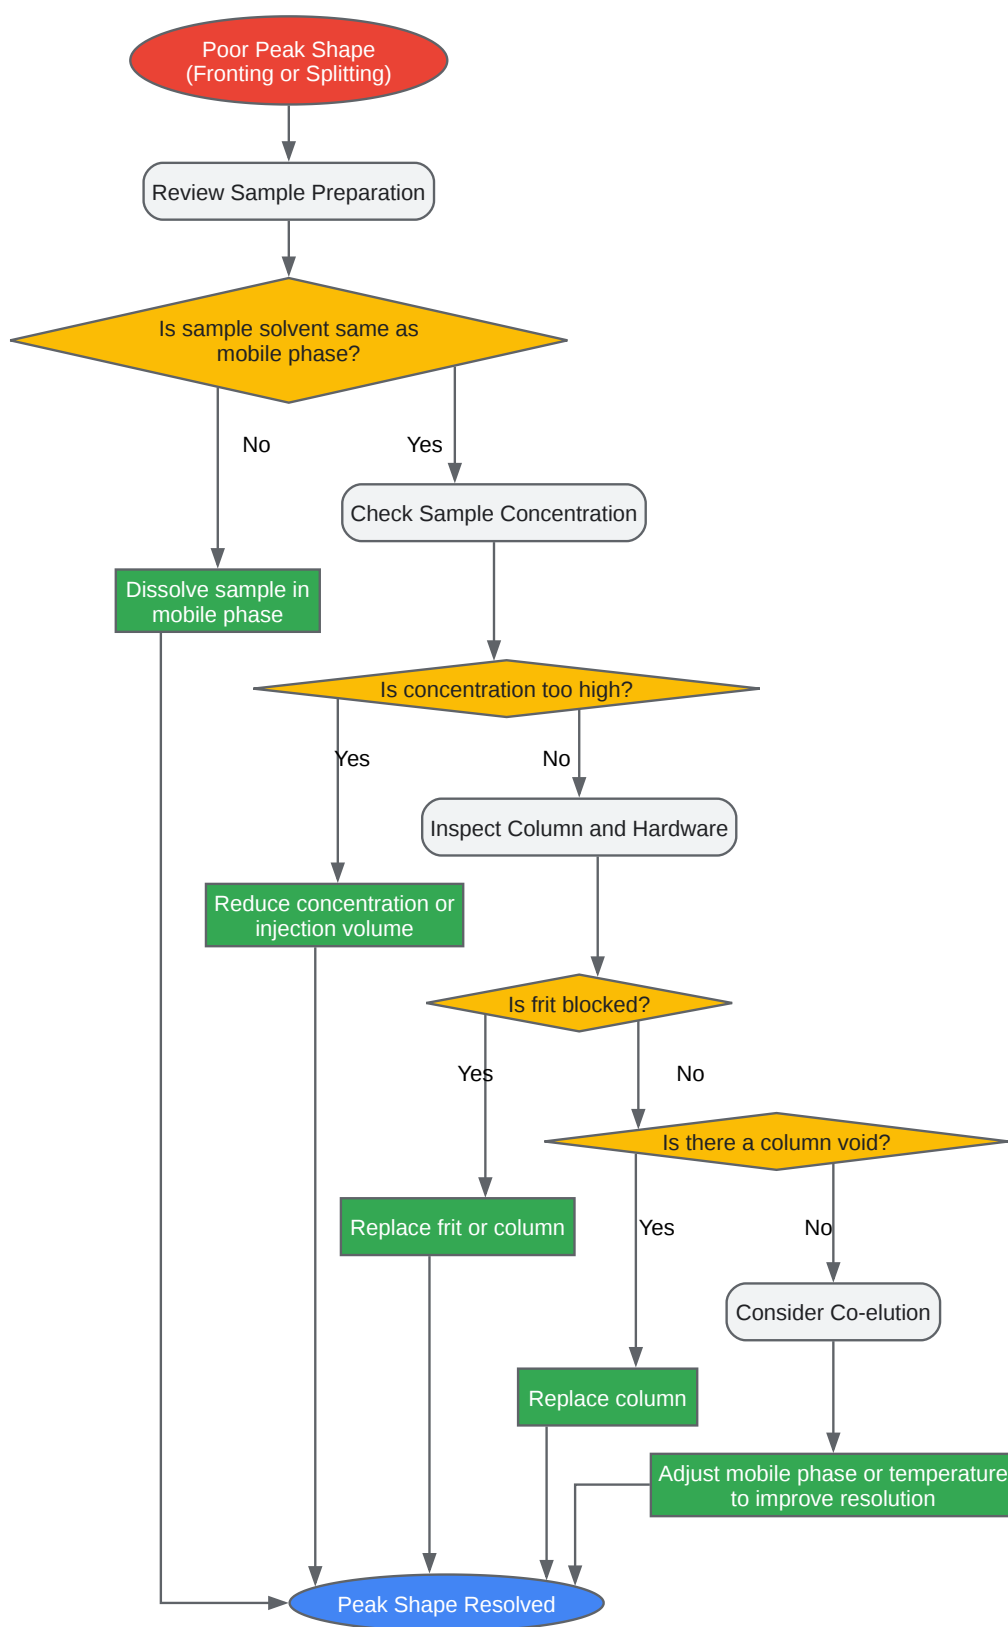 Poor Peak Shape
(Fronting or Splitting)
Review Sample Preparation
Is sample solvent same as
mobile phase?
No
Yes
Check Sample Concentration
Dissolve sample in
mobile phase
Is concentration too high?
Yes
No
Inspect Column and Hardware
Reduce concentration or
injection volume
Is frit blocked?
Yes
No
Is there a column void?
Replace frit or column
Yes
No
Consider Co-elution
Replace column
Adjust mobile phase or temperature
to improve resolution
Peak Shape Resolved